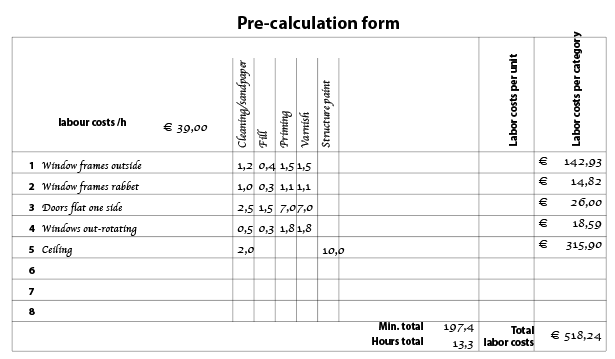 Pre-calculation form
labour costs /h € 39,00 Cleaning/sandpaper Fill Priming Varnish Structure paint Labor costs per unit Labor costs per category
1 Window frames outside 1,2 0,4 1,5 1,5 € 142,93
2 Window frames rabbet 1,0 0,3 1,1 1,1 € 14,82
3 Doors flat one side 2,5 1,5 7,0 7,0 € 26,00
4 Windows out-rotating 0,5 0,3 1,8 1,8 € 18,59
5 Ceiling 2,0 10,0 € 315,90
6
7
8
Min. total 197,4 Total € 518,24
Hours total 13,3 labor costs